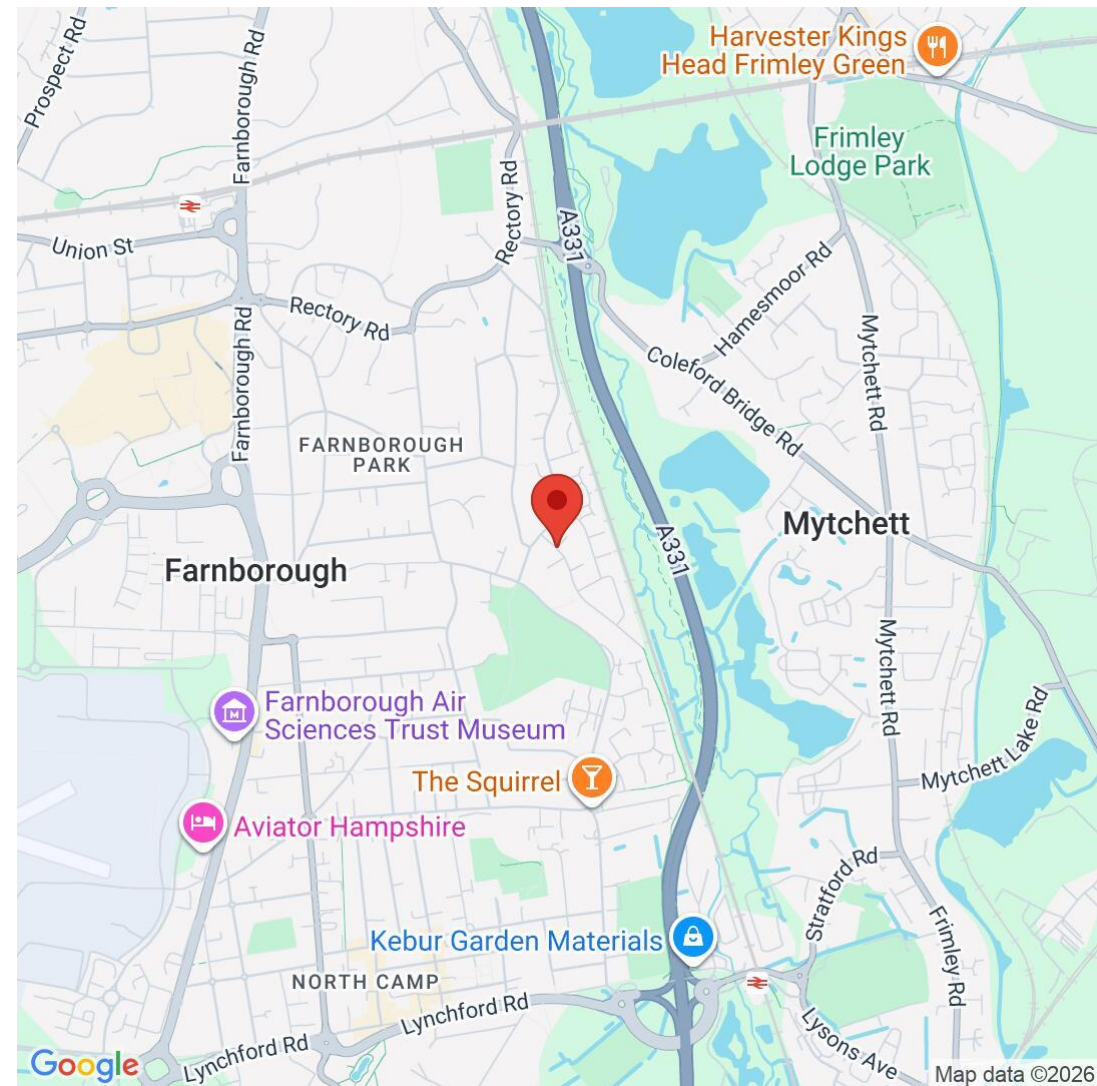 Prospect Rd
Farnborough Rd
Harvester Kings
Head Frimley Green
Frimley
Lodge Park
Rectory Rd
A331
Union St
Hamesmoor Rd
Rectory Rd
Farnborough Rd
Mytchett Rd
Coleford Bridge Rd
FARNBOROUGH
PARK
Mytchett
A331
Farnborough
Mytchett Rd
Farnborough Air
Sciences Trust Museum
Mytchett Lake Rd
The Squirrel
Aviator Hampshire
Stratford Rd
Kebur Garden Materials
Frimley Rd
NORTH CAMP
Lynchford Rd
Lynchford Rd
Lysons Ave
Google
Map data ©2026